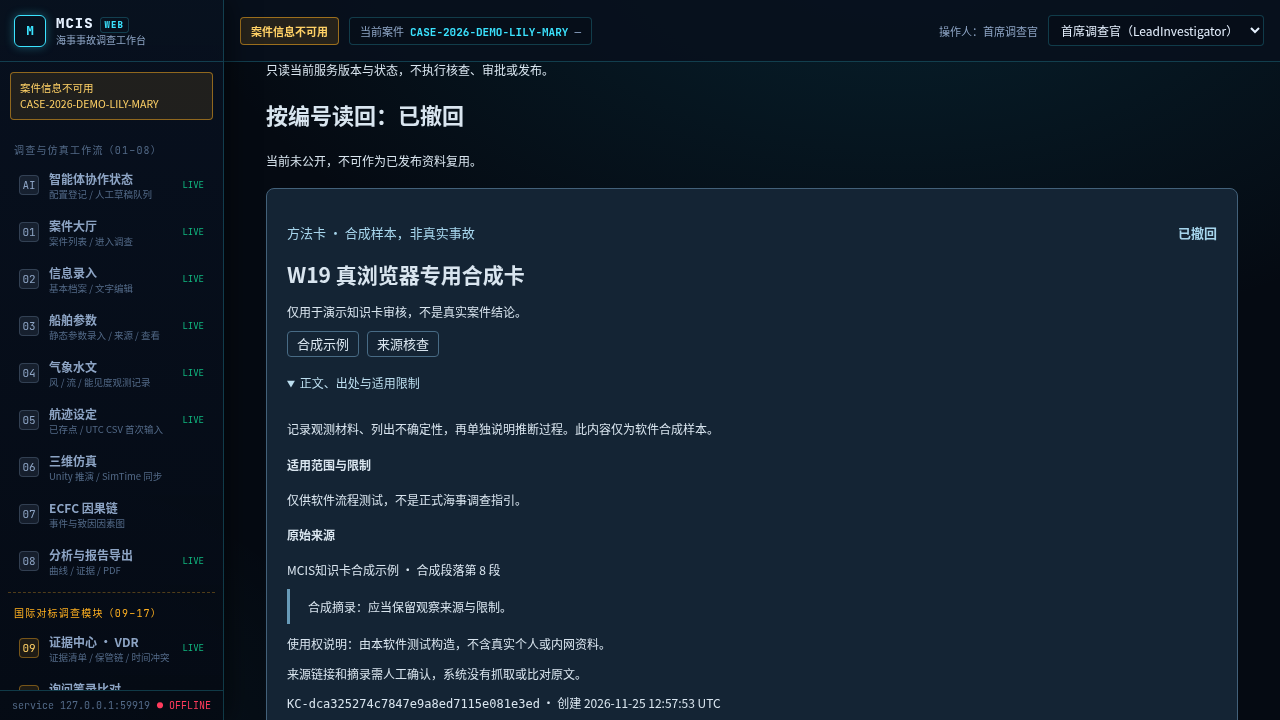 M
MCIS WEB
海事事故调查工作台
案件信息不可用
当前案件 CASE-2026-DEMO-LILY-MARY —
操作人：首席调查官
首席调查官（LeadInvestigator）
案件信息不可用
CASE-2026-DEMO-LILY-MARY
调查与仿真工作流（01–08）
AI 智能体协作状态 LIVE
配置登记 / 人工草稿队列
01 案件大厅 LIVE
案件列表 / 进入调查
02 信息录入 LIVE
基本档案 / 文字编辑
03 船舶参数 LIVE
静态参数录入 / 来源 / 查看
04 气象水文 LIVE
风 / 流 / 能见度观测记录
05 航迹设定 LIVE
已存点 / UTC CSV 首次输入
06 三维仿真
Unity 推演 / SimTime 同步
07 ECFC 因果链
事件与致因因素图
08 分析与报告导出 LIVE
曲线 / 证据 / PDF
国际对标调查模块（09–17）
09 证据中心 · VDR LIVE
证据清单 / 保管链 / 时间冲突
询问笔录比对
service 127.0.0.1:59919 ● OFFLINE
只读当前服务版本与状态，不执行核查、审批或发布。
按编号读回：已撤回
当前未公开，不可作为已发布资料复用。
方法卡 · 合成样本，非真实事故
已撤回
W19 真浏览器专用合成卡
仅用于演示知识卡审核，不是真实案件结论。
合成示例 来源核查
▼ 正文、出处与适用限制
记录观测材料、列出不确定性，再单独说明推断过程。此内容仅为软件合成样本。
适用范围与限制
仅供软件流程测试，不是正式海事调查指引。
原始来源
MCIS知识卡合成示例 · 合成段落第 8 段
合成摘录：应当保留观察来源与限制。
使用权说明：由本软件测试构造，不含真实个人或内网资料。
来源链接和摘录需人工确认，系统没有抓取或比对原文。
KC-dca325274c7847e9a8ed7115e081e3ed · 创建 2026-11-25 12:57:53 UTC